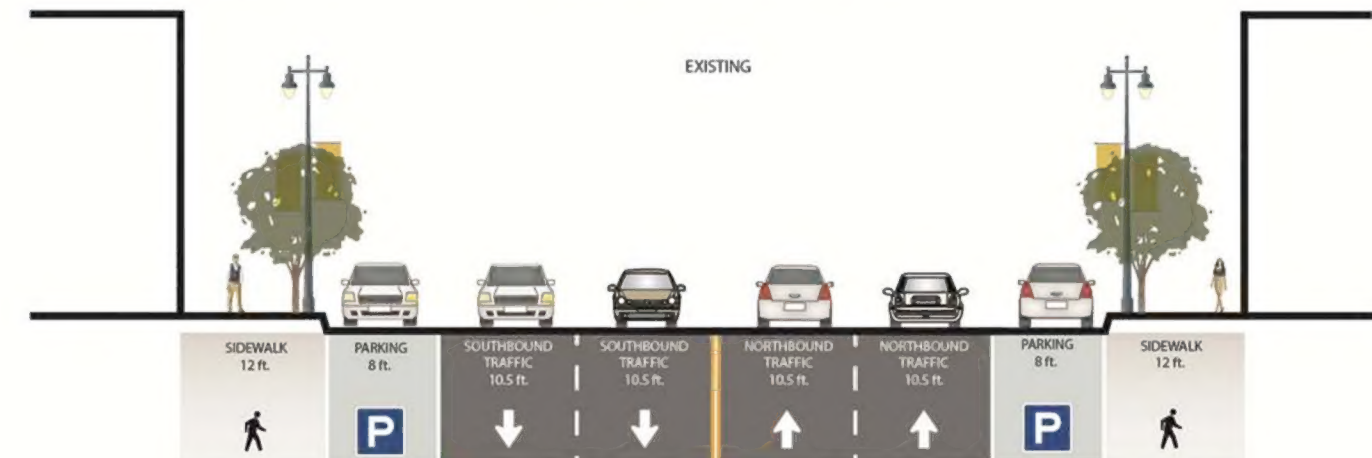 EXISTING
SIDEWALK
12 ft.
PARKING
8 ft.
SOUTHBOUND
TRAFFIC
10.5 ft.
SOUTHBOUND
TRAFFIC
10.5 ft.
NORTHBOUND
TRAFFIC
10.5 ft.
NORTHBOUND
TRAFFIC
10.5 ft.
PARKING
8 ft.
SIDEWALK
12 ft.
P
P